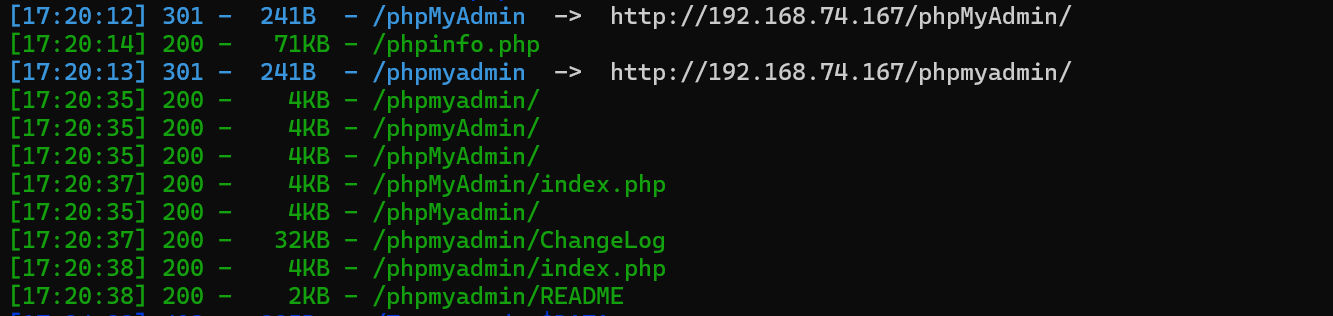 [17:20:12] 301 -  241B  - /phpMyAdmin  ->  http://192.168.74.167/phpMyAdmin/
[17:20:14] 200 -   71KB - /phpinfo.php
[17:20:13] 301 -  241B  - /phpmyadmin  ->  http://192.168.74.167/phpmyadmin/
[17:20:35] 200 -    4KB - /phpmyadmin/
[17:20:35] 200 -    4KB - /phpmyAdmin/
[17:20:35] 200 -    4KB - /phpMyAdmin/
[17:20:37] 200 -    4KB - /phpMyAdmin/index.php
[17:20:35] 200 -    4KB - /phpMyadmin/
[17:20:37] 200 -   32KB - /phpmyadmin/ChangeLog
[17:20:38] 200 -    4KB - /phpmyadmin/index.php
[17:20:38] 200 -    2KB - /phpmyadmin/README